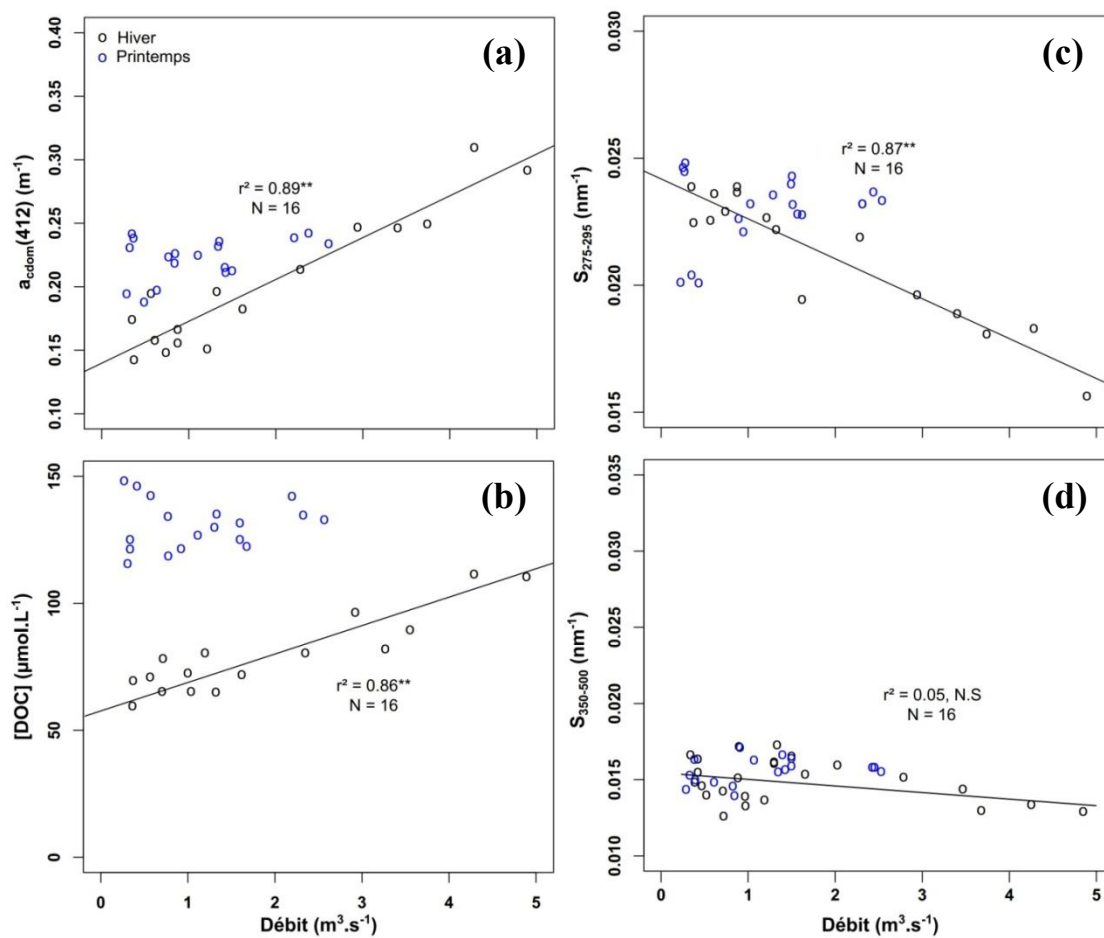 (a)
o Hiver
o Printemps
a_cdom(412) (m⁻¹)
0.40
0.35
0.30
0.25
0.20
0.15
0.10
r² = 0.89**
N = 16
(c)
S_275-295 (nm⁻¹)
0.030
0.025
0.020
0.015
r² = 0.87**
N = 16
(b)
[DOC] (µmol.L⁻¹)
150
100
50
0
r² = 0.86**
N = 16
0 1 2 3 4 5
Débit (m³.s⁻¹)
(d)
S_350-500 (nm⁻¹)
0.035
0.030
0.025
0.020
0.015
0.010
r² = 0.05, N.S
N = 16
0 1 2 3 4 5
Débit (m³.s⁻¹)